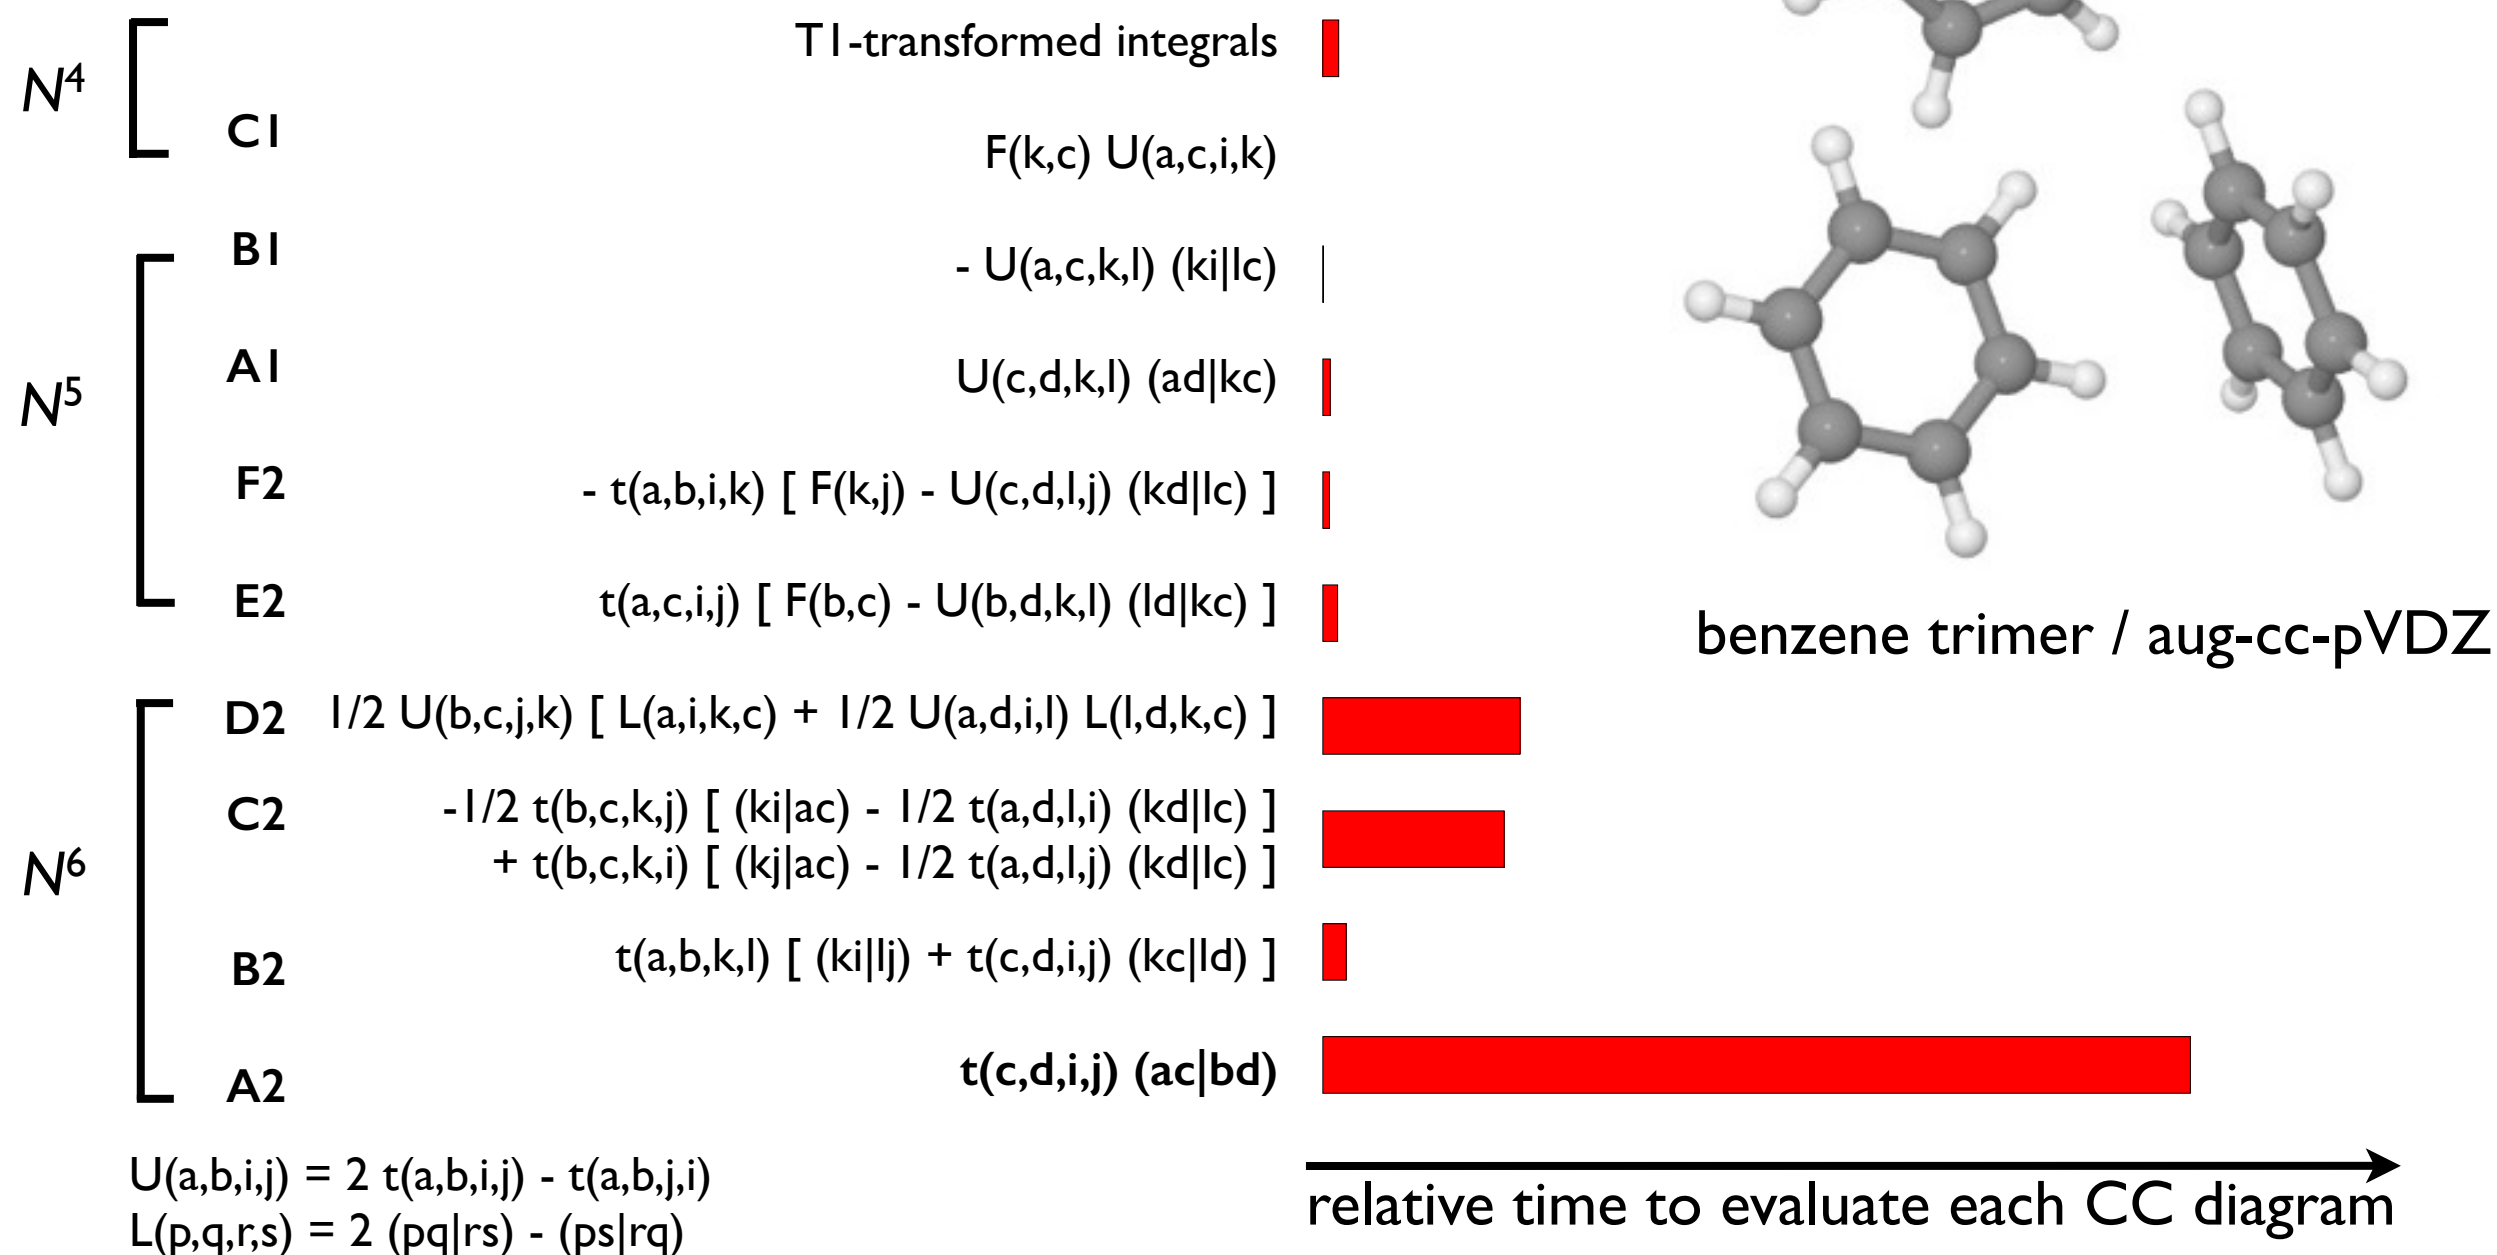 T1-transformed integrals
N⁴
C1
F(k,c) U(a,c,i,k)
B1
- U(a,c,k,l) (ki|lc)
A1
U(c,d,k,l) (ad|kc)
N⁵
F2
- t(a,b,i,k) [ F(k,j) - U(c,d,l,j) (kd|lc) ]
E2
t(a,c,i,j) [ F(b,c) - U(b,d,k,l) (ld|kc) ]
benzene trimer / aug-cc-pVDZ
D2
1/2 U(b,c,j,k) [ L(a,i,k,c) + 1/2 U(a,d,i,l) L(l,d,k,c) ]
C2
-1/2 t(b,c,k,j) [ (ki|ac) - 1/2 t(a,d,l,i) (kd|lc) ]
+ t(b,c,k,i) [ (kj|ac) - 1/2 t(a,d,l,j) (kd|lc) ]
N⁶
B2
t(a,b,k,l) [ (ki|lj) + t(c,d,i,j) (kc|ld) ]
A2
t(c,d,i,j) (ac|bd)
U(a,b,i,j) = 2 t(a,b,i,j) - t(a,b,j,i)
L(p,q,r,s) = 2 (pq|rs) - (ps|rq)
relative time to evaluate each CC diagram